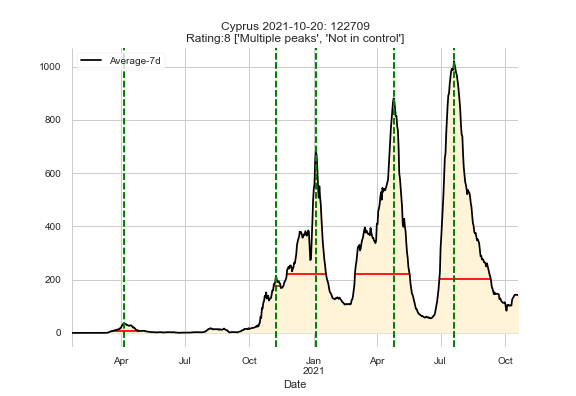 Cyprus 2021-10-20: 122709
Rating:8 ['Multiple peaks', 'Not in control']
Average-7d
1000
800
600
400
200
0
Apr
Jul
Oct
Jan
2021
Apr
Jul
Oct
Date